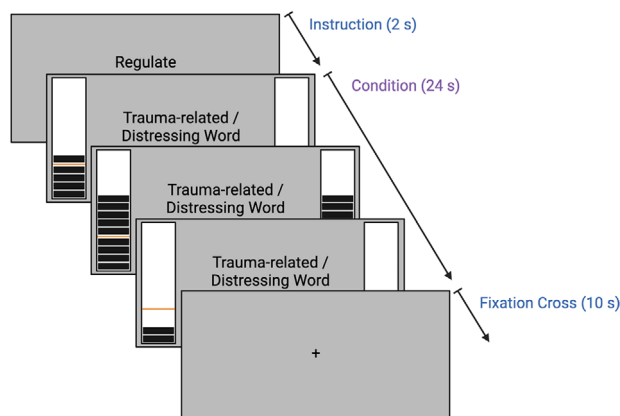 Instruction (2 s)
Regulate
Condition (24 s)
Trauma-related /
Distressing Word
Trauma-related /
Distressing Word
Trauma-related /
Distressing Word
Fixation Cross (10 s)
+